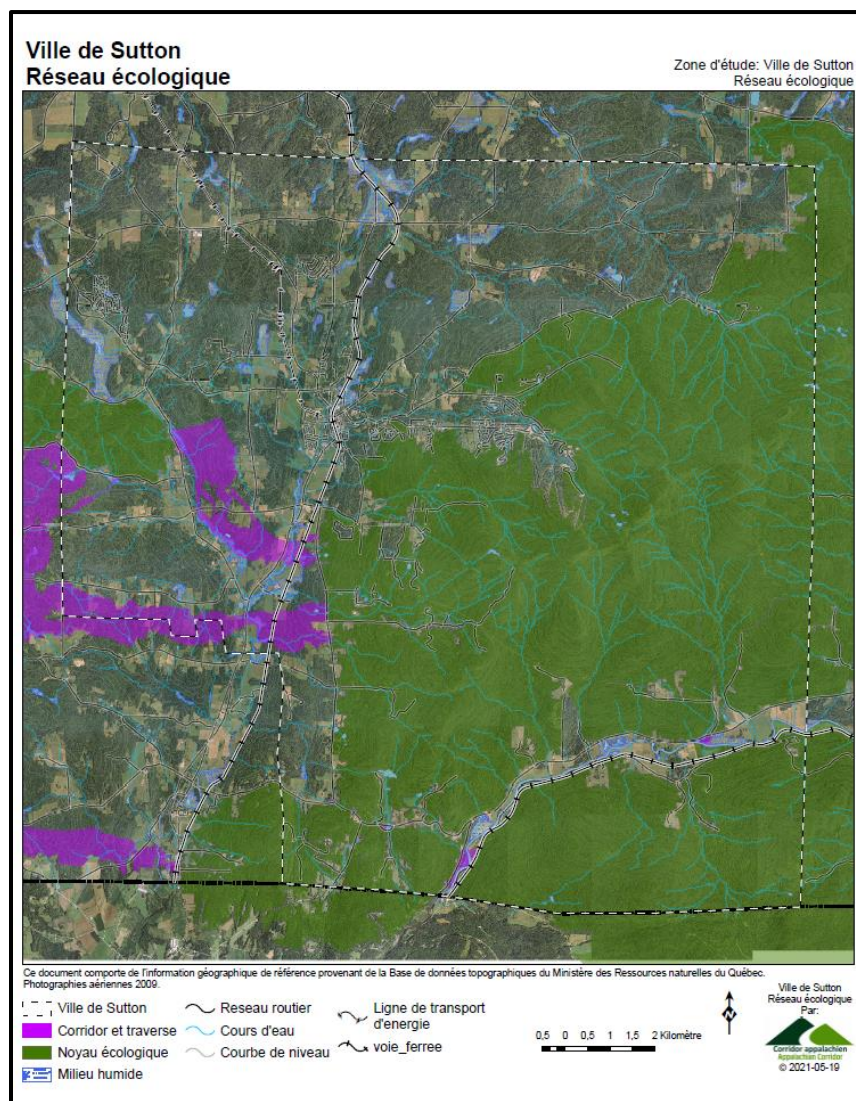 Ville de Sutton
Réseau écologique
Zone d'étude: Ville de Sutton
Réseau écologique
Ce document comporte de l'information géographique de référence provenant de la Base de données topographiques du Ministère des Ressources naturelles du Québec.
Photographies aériennes 2009.
Ville de Sutton
Corridor et traverse
Noyau écologique
Milieu humide
Reseau routier
Cours d'eau
Courbe de niveau
Ligne de transport
d'energie
voie_ferree
0,5 0 0,5 1 1,5 2 Kilomètre
N
Ville de Sutton
Réseau écologique
Par:
Corridor appalachien
Appalachian Corridor
© 2021-05-19